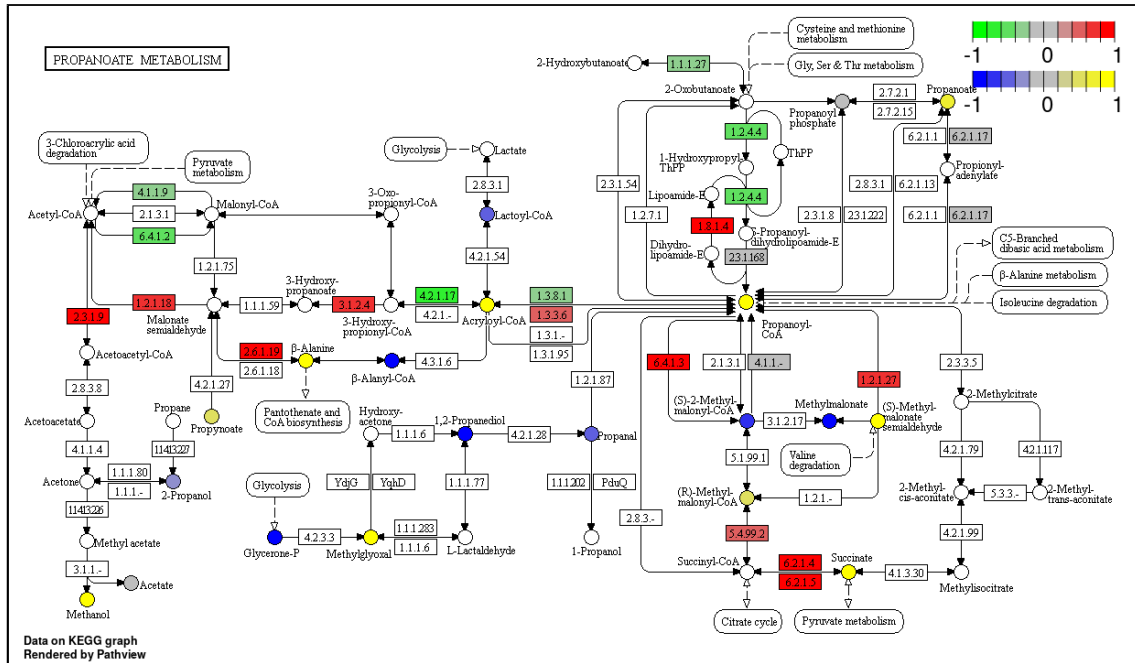 PROPANOATE METABOLISM
-1 0 1
-1 0 1
Cysteine and methionine
metabolism
Gly, Ser & Thr metabolism
2-Hydroxybutanoate
1.1.1.27
2-Oxobutanoate
Propanoyl
phosphate
2.7.2.1
2.7.2.15
Propanoate
6.2.1.1
6.2.1.17
1.2.4.4
ThPP
1-Hydroxypropyl-
ThPP
Propionyl-
adenylate
2.3.1.54
2.8.3.1
6.2.1.13
Lipoamide-E
1.2.4.4
1.2.7.1
2.3.1.8
2.3.1.222
6.2.1.1
6.2.1.17
1.8.1.4
S-Propanoyl-
dihydrolipoamide-E
Dihydro-
lipoamide-E
2.3.1.168
C5-Branched
dibasic acid metabolism
β-Alanine metabolism
Isoleucine degradation
3-Chloroacrylic acid
degradation
Pyruvate
metabolism
Glycolysis
Lactate
4.1.1.9
2.8.3.1
Acetyl-CoA
2.1.3.1
Malonyl-CoA
3-Oxo-
propionyl-CoA
Lactoyl-CoA
6.4.1.2
4.2.1.54
1.2.1.75
3-Hydroxy-
propanoate
1.2.1.18
1.1.1.59
3.1.2.4
4.2.1.17
4.2.1.-
1.3.8.1
1.3.3.6
1.3.1.-
1.3.1.95
Malonate
semialdehyde
3-Hydroxy-
propionyl-CoA
Acryloyl-CoA
Propanoyl-
CoA
2.3.1.9
Acetoacetyl-CoA
2.6.1.19
2.6.1.18
β-Alanine
β-Alanyl-CoA
4.3.1.6
6.4.1.3
2.1.3.1
4.1.1.-
1.2.1.27
2.3.3.5
2.8.3.8
4.2.1.27
1.2.1.87
Pantothenate and
CoA biosynthesis
(S)-2-Methyl-
malonyl-CoA
3.1.2.17
Methylmalonate
(S)-Methyl-
malonate
semialdehyde
2-Methylcitrate
Acetoacetate
Propane
Propynoate
Hydroxy-
acetone
1.1.1.6
1,2-Propanediol
4.2.1.28
Propanal
4.1.1.4
1.14.13.227
5.1.99.1
Valine
degradation
4.2.1.79
4.2.1.117
Acetone
1.1.1.80
1.1.1.-
2-Propanol
Glycolysis
YdjG
YqhD
1.1.1.77
1.1.1.202
PduQ
(R)-Methyl-
malonyl-CoA
1.2.1.-
2-Methyl-
cis-aconitate
5.3.3.-
2-Methyl-
trans-aconitate
1.14.13.226
2.8.3.-
5.4.99.2
4.2.1.99
Methyl acetate
Glycerone-P
4.2.3.3
Methylglyoxal
1.1.1.283
1.1.1.6
L-Lactaldehyde
1-Propanol
Succinyl-CoA
6.2.1.4
6.2.1.5
Succinate
4.1.3.30
Methylisocitrate
3.1.1.-
Acetate
Methanol
Citrate cycle
Pyruvate metabolism
Data on KEGG graph
Rendered by Pathview